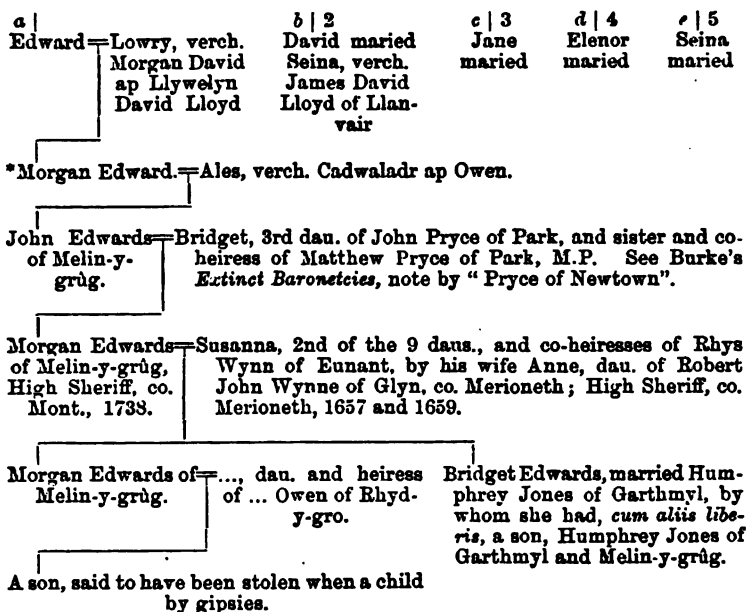 a | b | 2 c | 3 d | 4 e | 5
Edward = Lowry, verch. Morgan David ap Llywelyn David Lloyd
David maried Seina, verch. James David Lloyd of Llanvair
Jane maried
Elenor maried
Seina maried
*Morgan Edward. = Ales, verch. Cadwaladr ap Owen.
John Edwards of Melin-y-grûg. = Bridget, 3rd dau. of John Pryce of Park, and sister and co-
heiress of Matthew Pryce of Park, M.P. See Burke's
Extinct Baronetcies, note by "Pryce of Newtown".
Morgan Edwards = Susanna, 2nd of the 9 daus., and co-heiresses of Rhys
of Melin-y-grûg, Wynn of Eunant, by his wife Anne, dau. of Robert
High Sheriff, co. John Wynne of Glyn, co. Merioneth; High Sheriff, co.
Mont., 1738. Merioneth, 1657 and 1659.
Morgan Edwards of = ..., dau. and heiress
Melin-y-grûg. of ... Owen of Rhyd-
y-gro.
Bridget Edwards, married Hum-
phrey Jones of Garthmyl, by
whom she had, cum aliis libe-
ris, a son, Humphrey Jones of
Garthmyl and Melin-y-grûg.
A son, said to have been stolen when a child
by gipsies.